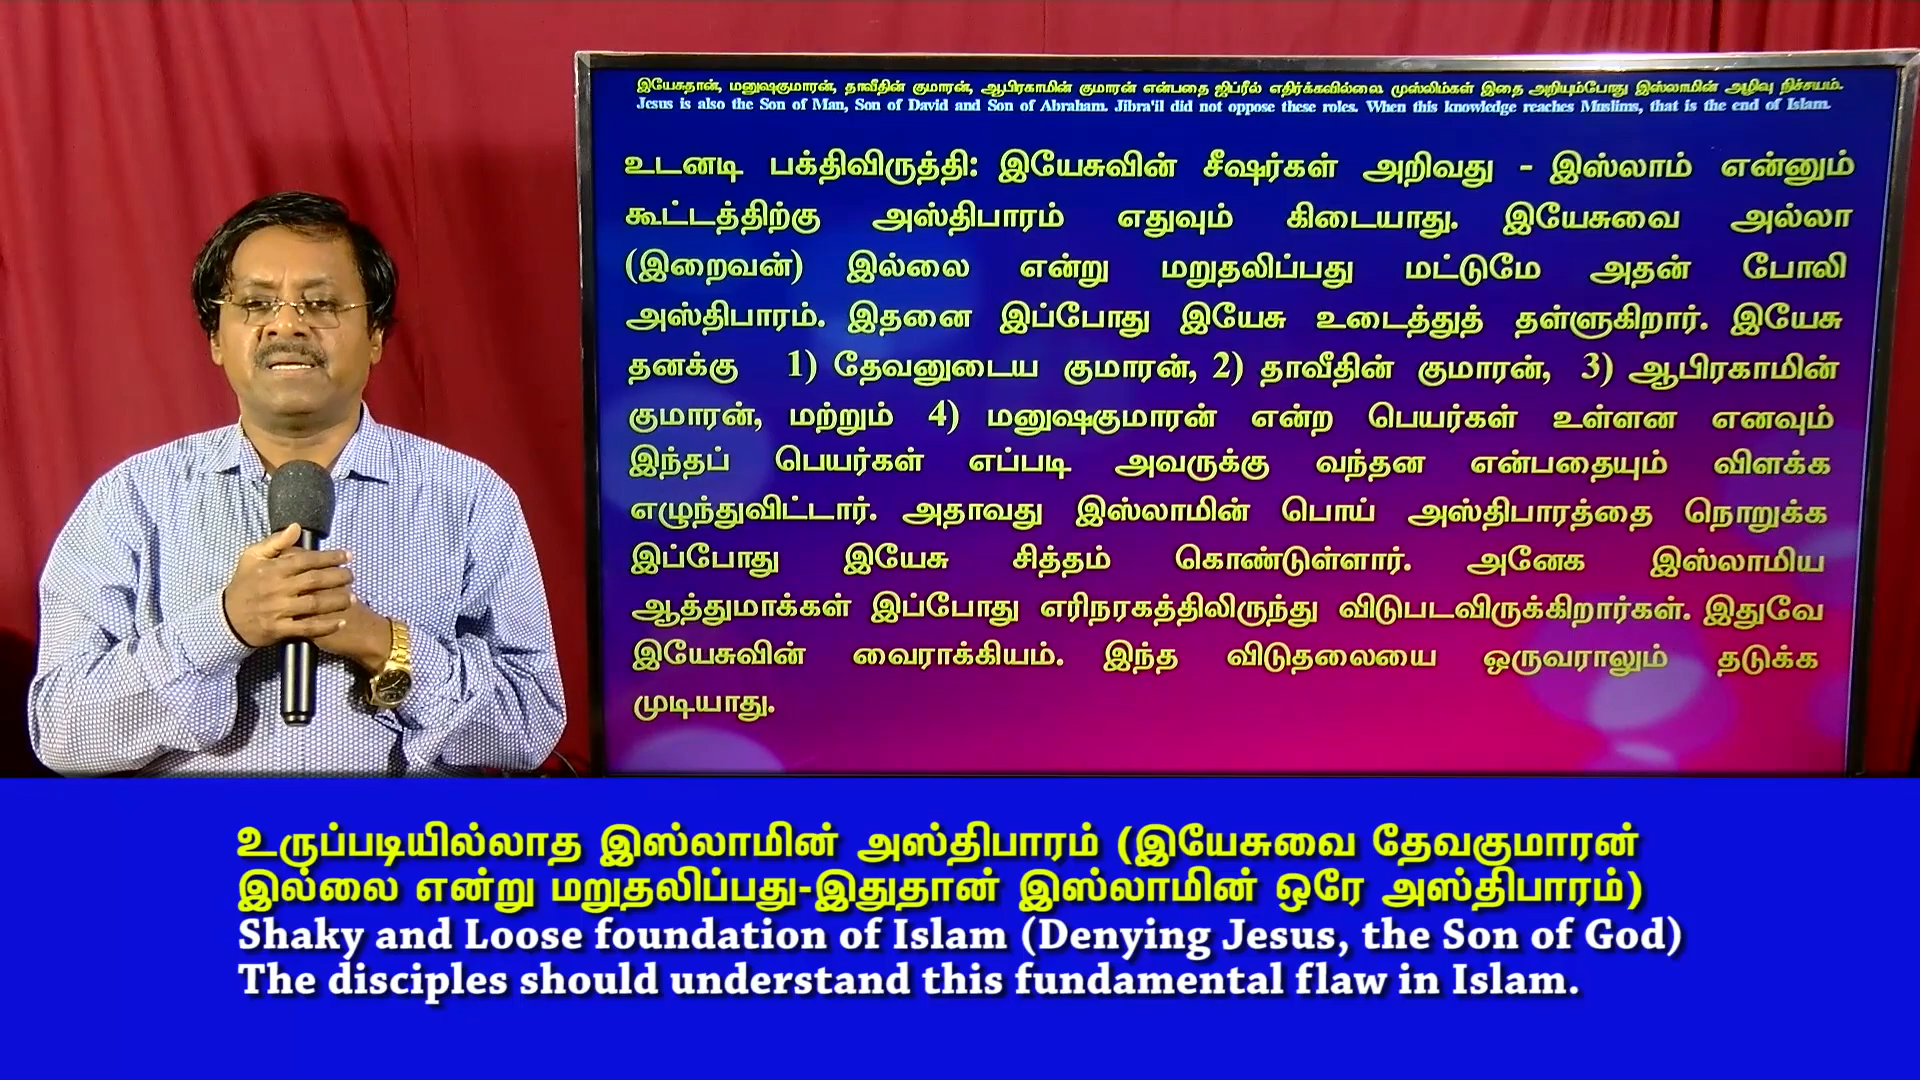 இயேசுதான், மனுஷகுமாரன், தாவீதின் குமாரன், ஆபிரகாமின் குமாரன் என்பதை ஜிப்ரீல் எதிர்க்கவில்லை. முஸ்லிம்கள் இதை அறியும்போது இஸ்லாமின் அழிவு நிச்சயம்.
Jesus is also the Son of Man, Son of David and Son of Abraham. Jibra'il did not oppose these roles. When this knowledge reaches Muslims, that is the end of Islam.
உடனடி பக்திவிருத்தி: இயேசுவின் சீஷர்கள் அறிவது - இஸ்லாம் என்னும்
கூட்டத்திற்கு அஸ்திபாரம் எதுவும் கிடையாது. இயேசுவை அல்லா
(இறைவன்) இல்லை என்று மறுதலிப்பது மட்டுமே அதன் போலி
அஸ்திபாரம். இதனை இப்போது இயேசு உடைத்துத் தள்ளுகிறார். இயேசு
தனக்கு 1) தேவனுடைய குமாரன், 2) தாவீதின் குமாரன், 3) ஆபிரகாமின்
குமாரன், மற்றும் 4) மனுஷகுமாரன் என்ற பெயர்கள் உள்ளன எனவும்
இந்தப் பெயர்கள் எப்படி அவருக்கு வந்தன என்பதையும் விளக்க
எழுந்துவிட்டார். அதாவது இஸ்லாமின் பொய் அஸ்திபாரத்தை நொறுக்க
இப்போது இயேசு சித்தம் கொண்டுள்ளார். அனேக இஸ்லாமிய
ஆத்துமாக்கள் இப்போது எரிநரகத்திலிருந்து விடுபடவிருக்கிறார்கள். இதுவே
இயேசுவின் வைராக்கியம். இந்த விடுதலையை ஒருவராலும் தடுக்க
முடியாது.
உருப்படியில்லாத இஸ்லாமின் அஸ்திபாரம் (இயேசுவை தேவகுமாரன்
இல்லை என்று மறுதலிப்பது-இதுதான் இஸ்லாமின் ஒரே அஸ்திபாரம்)
Shaky and Loose foundation of Islam (Denying Jesus, the Son of God)
The disciples should understand this fundamental flaw in Islam.